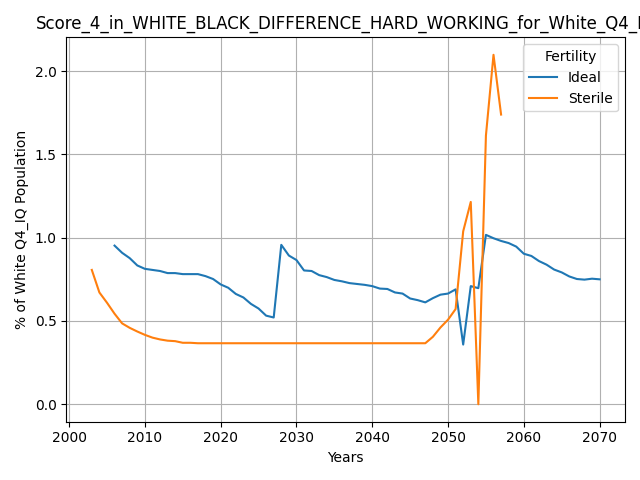 Score_4_in_WHITE_BLACK_DIFFERENCE_HARD_WORKING_for_White_Q4_I
Fertility
Ideal
Sterile
% of White Q4_IQ Population
2.0
1.5
1.0
0.5
0.0
2000 2010 2020 2030 2040 2050 2060 2070
Years